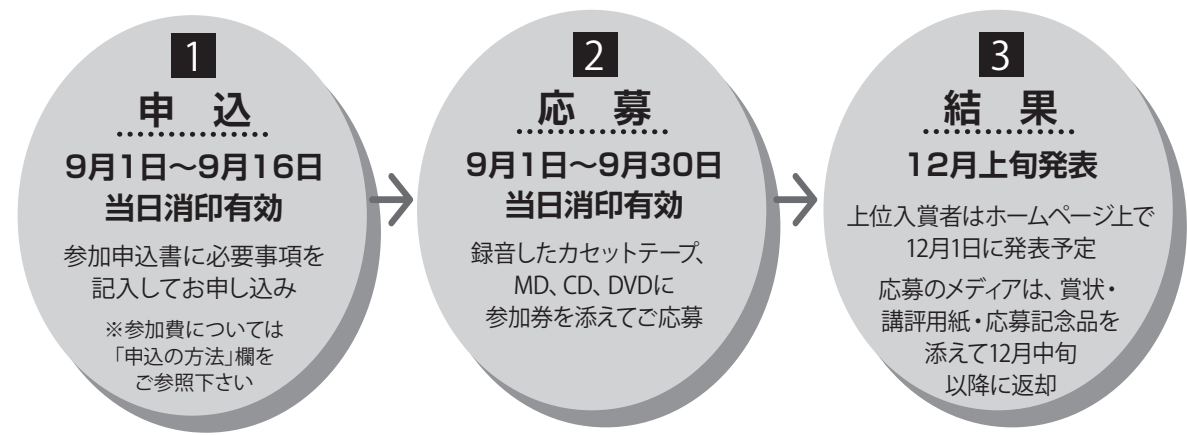 1
申　込
9月1日〜9月16日
当日消印有効
参加申込書に必要事項を
記入してお申し込み
※参加費については
「申込の方法」欄を
ご参照下さい
2
応　募
9月1日〜9月30日
当日消印有効
録音したカセットテープ、
MD、CD、DVDに
参加券を添えてご応募
3
結　果
12月上旬発表
上位入賞者はホームページ上で
12月1日に発表予定
応募のメディアは、賞状・
講評用紙・応募記念品を
添えて12月中旬
以降に返却